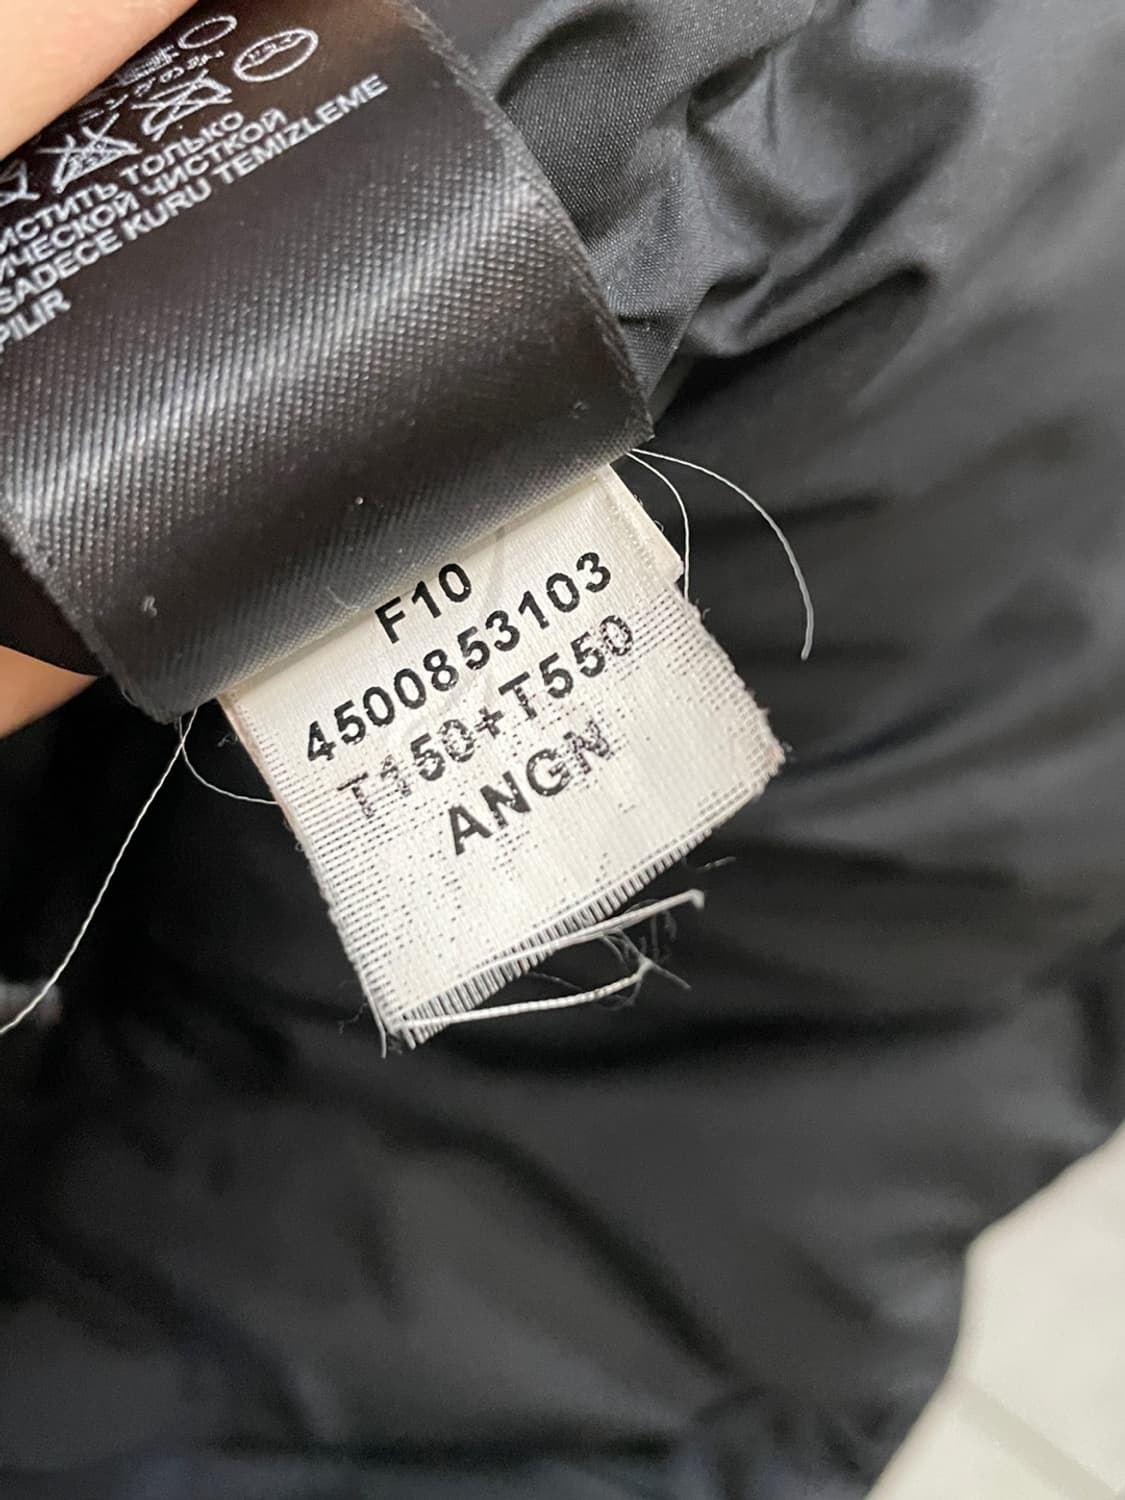 ИСТИТЬ ТОЛЬКО
ИЧЕСКОЙ ЧИСТКОЙ
SADECE KURU TEMIZLEME
PILIR
F10
4500853103
T150+T550
ANGN